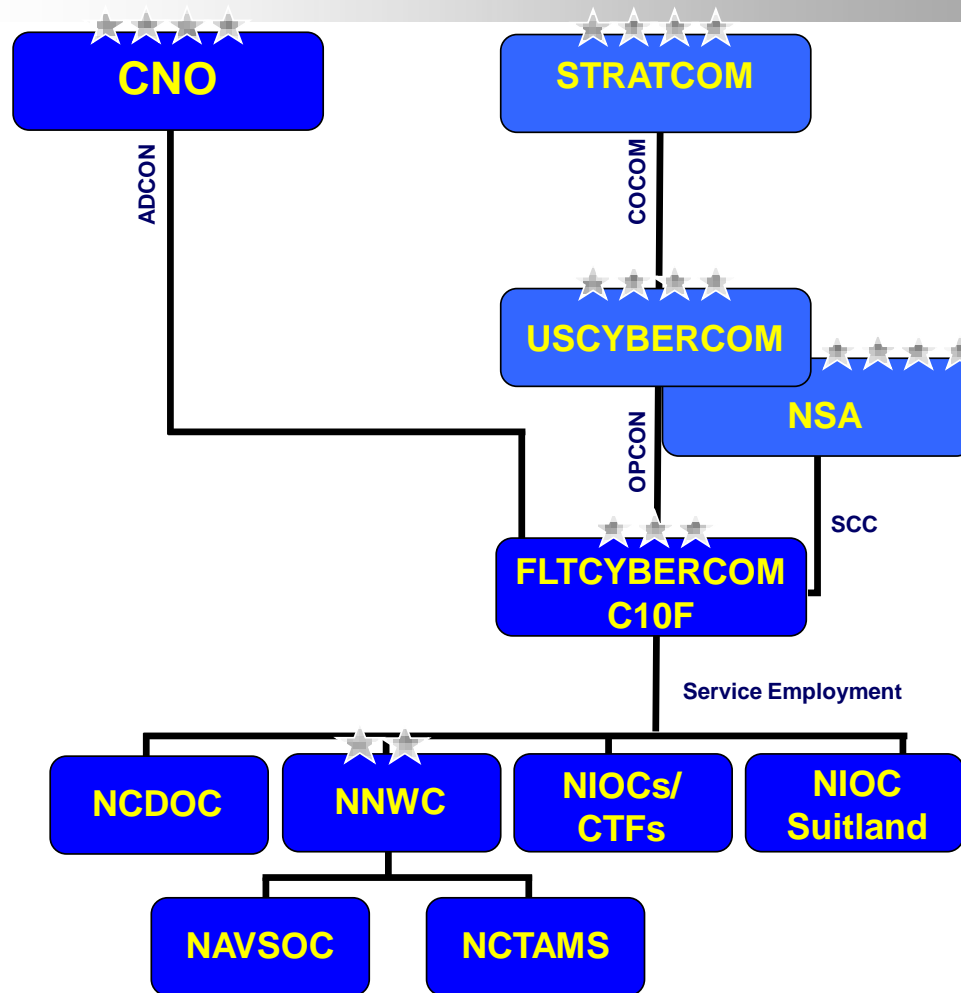 CNO
STRATCOM
ADCON
COCOM
USCYBERCOM
NSA
OPCON
SCC
FLTCYBERCOM
C10F
Service Employment
NCDOC
NNWC
NIOCs/
CTFs
NIOC
Suitland
NAVSOC
NCTAMS